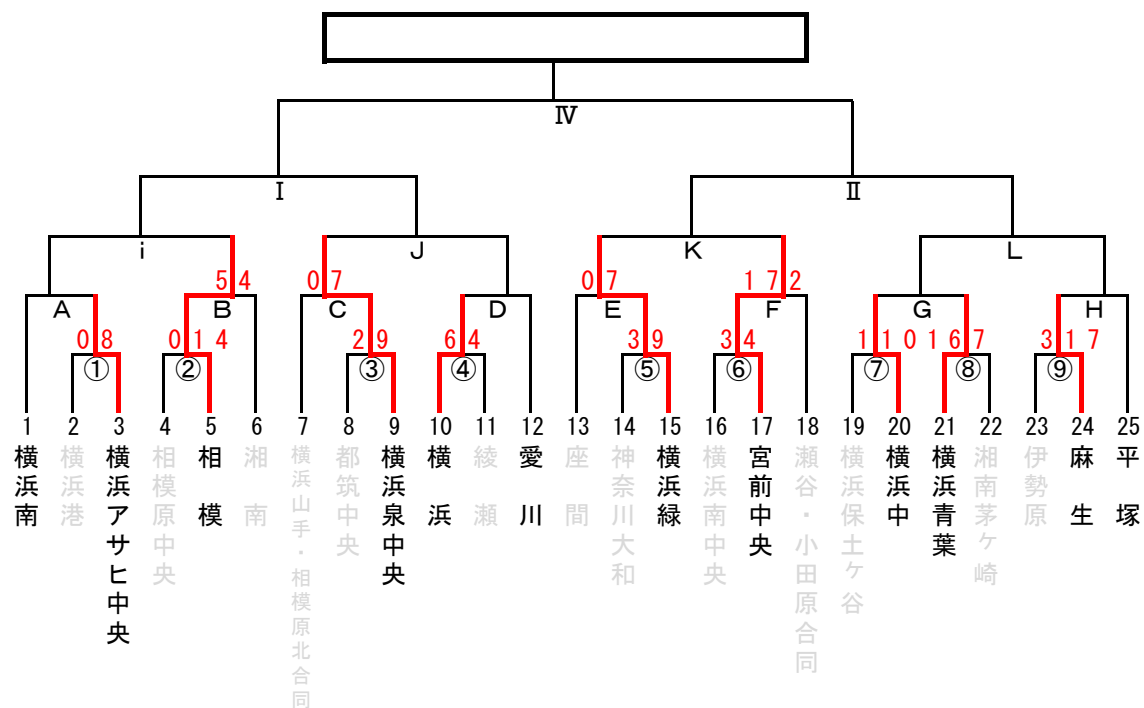 Ⅳ
Ⅰ Ⅱ
i J K L
5 4 0 7 0 7 1 7 2
A B C D E F G H
0 8 0 1 4 2 9 6 4 3 9 3 4 1 1 0 1 6 7 3 1 7
① ② ③ ④ ⑤ ⑥ ⑦ ⑧ ⑨
1 2 3 4 5 6 7 8 9 10 11 12 13 14 15 16 17 18 19 20 21 22 23 24 25
横浜南
横浜港
横浜アサヒ中央
相模原中央
相模
湘南
横浜山手・相模原北合同
都筑中央
横浜泉中央
横浜
綾瀬
愛川
座間
神奈川大和
横浜緑
横浜南中央
宮前中央
瀬谷・小田原合同
横浜保土ケ谷
横浜中
横浜青葉
湘南茅ケ崎
伊勢原
麻生
平塚